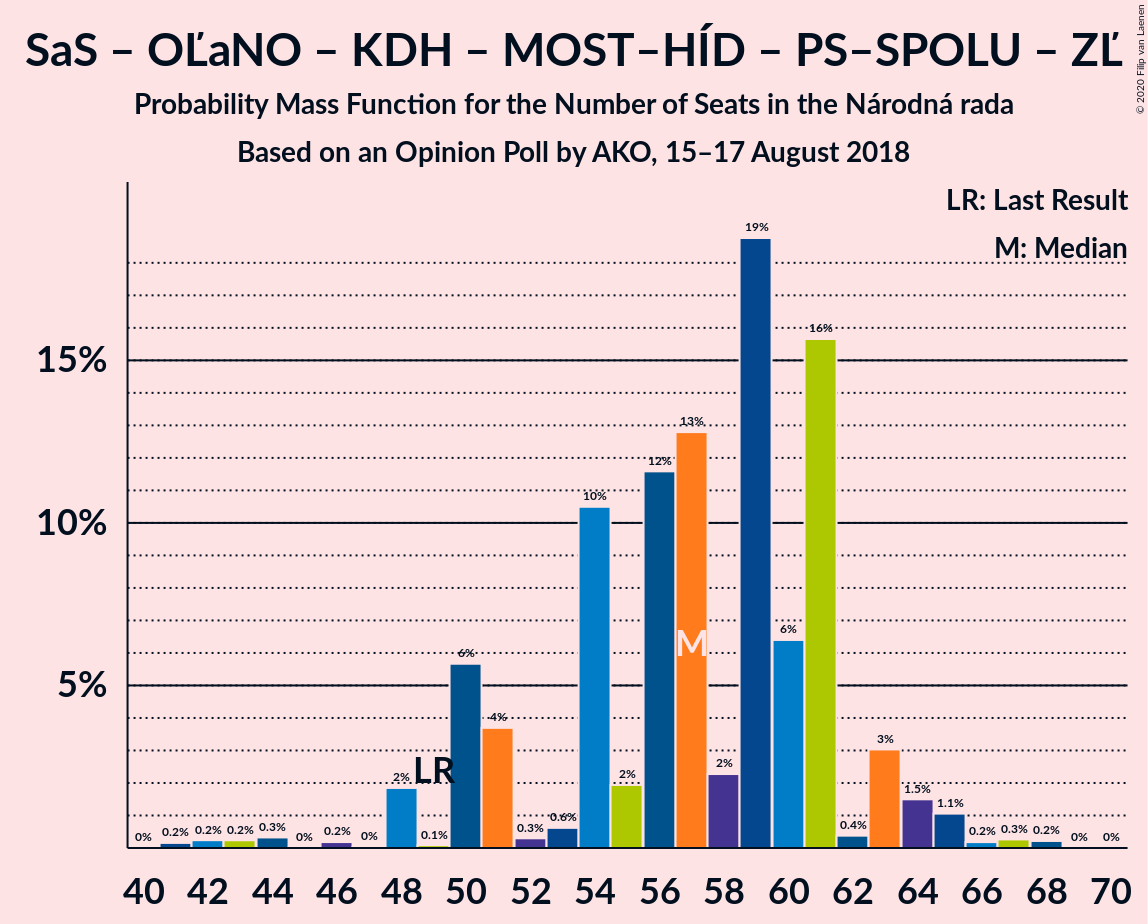 SaS – OĽaNO – KDH – MOST–HÍD – PS–SPOLU – ZĽ
Probability Mass Function for the Number of Seats in the Národná rada
Based on an Opinion Poll by AKO, 15–17 August 2018
© 2020 Filip van Laenen
LR: Last Result
M: Median
15%
10%
5%
0% 0.2% 0.2% 0.2% 0.3% 0% 0.2% 0% 2% 0.1% 6% 4% 0.3% 0.6% 10% 2% 12% 13% 2% 19% 6% 16% 0.4% 3% 1.5% 1.1% 0.2% 0.3% 0.2% 0% 0%
LR
M
40 42 44 46 48 50 52 54 56 58 60 62 64 66 68 70